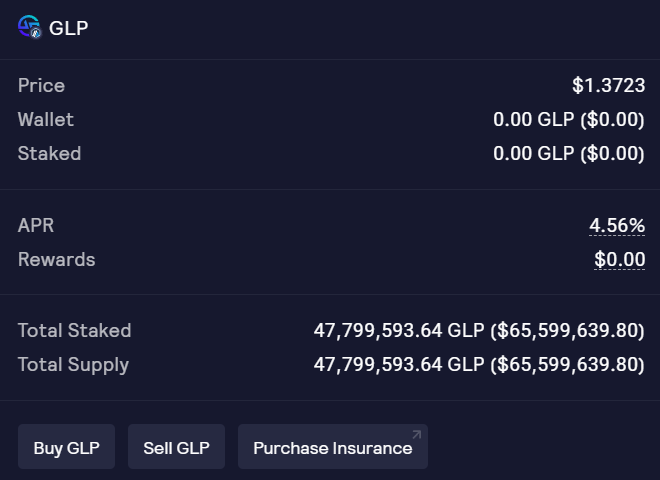 GLP
Price $1.3723
Wallet 0.00 GLP ($0.00)
Staked 0.00 GLP ($0.00)
APR 4.56%
Rewards $0.00
Total Staked 47,799,593.64 GLP ($65,599,639.80)
Total Supply 47,799,593.64 GLP ($65,599,639.80)
Buy GLP Sell GLP Purchase Insurance